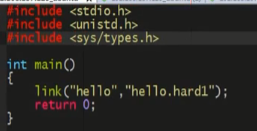 #include <stdio.h>
#include <unistd.h>
#include <sys/types.h>
int main()
{
link("hello","hello.hard1");
return 0;
}